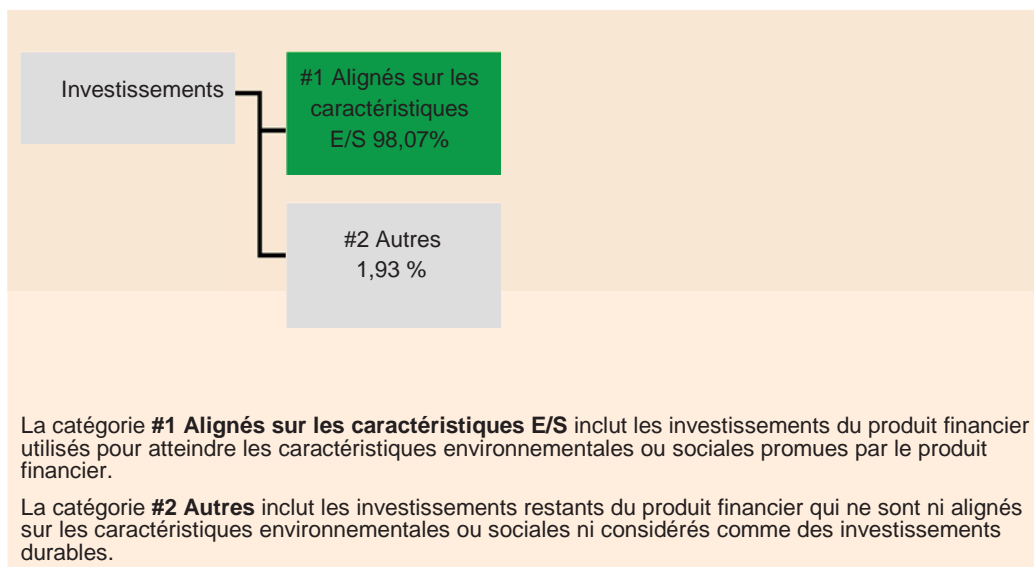 Investissements
#1 Alignés sur les
caractéristiques
E/S 98,07%
#2 Autres
1,93 %
La catégorie #1 Alignés sur les caractéristiques E/S inclut les investissements du produit financier
utilisés pour atteindre les caractéristiques environnementales ou sociales promues par le produit
financier.
La catégorie #2 Autres inclut les investissements restants du produit financier qui ne sont ni alignés
sur les caractéristiques environnementales ou sociales ni considérés comme des investissements
durables.